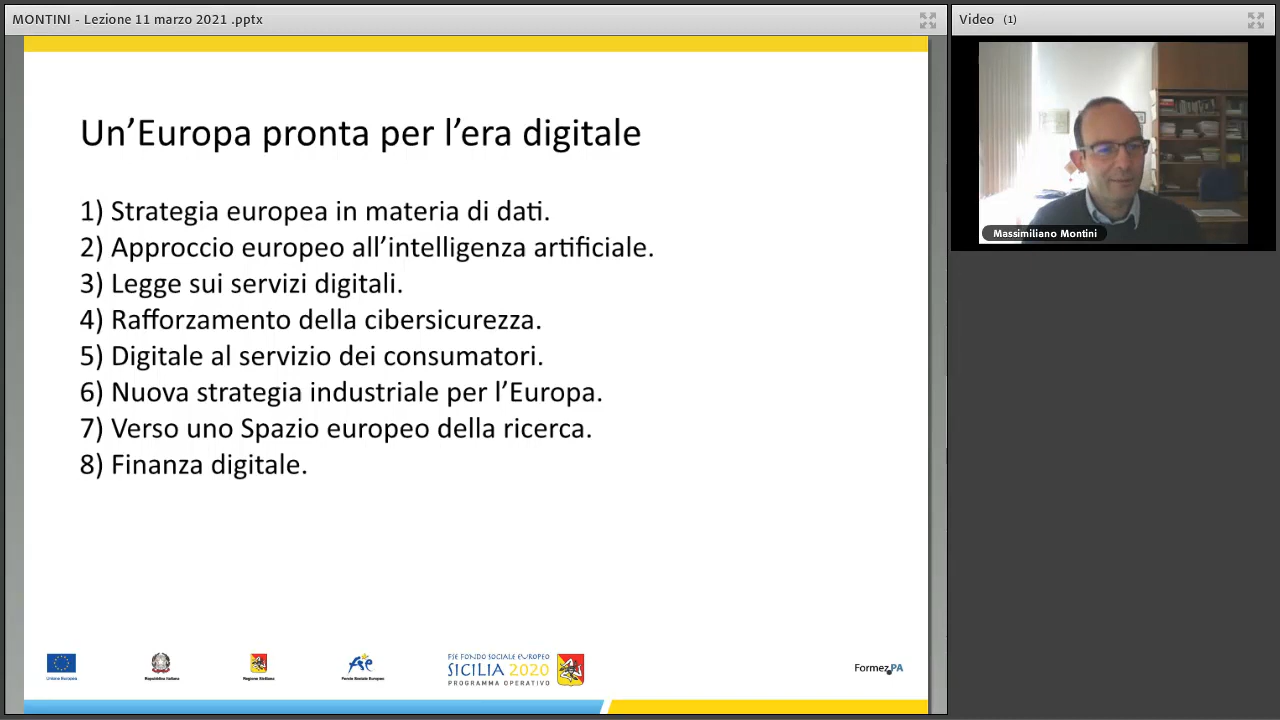 MONTINI - Lezione 11 marzo 2021 .pptx
Video (1)
Massimiliano Montini
Un’Europa pronta per l’era digitale
1) Strategia europea in materia di dati.
2) Approccio europeo all’intelligenza artificiale.
3) Legge sui servizi digitali.
4) Rafforzamento della cibersicurezza.
5) Digitale al servizio dei consumatori.
6) Nuova strategia industriale per l’Europa.
7) Verso uno Spazio europeo della ricerca.
8) Finanza digitale.
Unione Europea
Repubblica Italiana
Regione Siciliana
fse
Fondo Sociale Europeo
FSE FONDO SOCIALE EUROPEO
SICILIA 2020
PROGRAMMA OPERATIVO
FormezPA